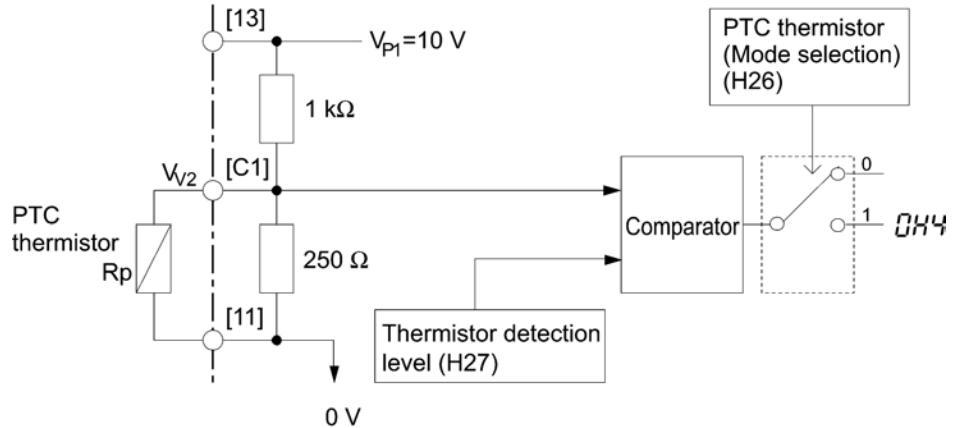 [13]
V_P1=10 V
PTC thermistor
(Mode selection)
(H26)
1 kΩ
V_V2
[C1]
0
PTC
thermistor
Rp
250 Ω
Comparator
1
0H4
[11]
Thermistor detection
level (H27)
0 V